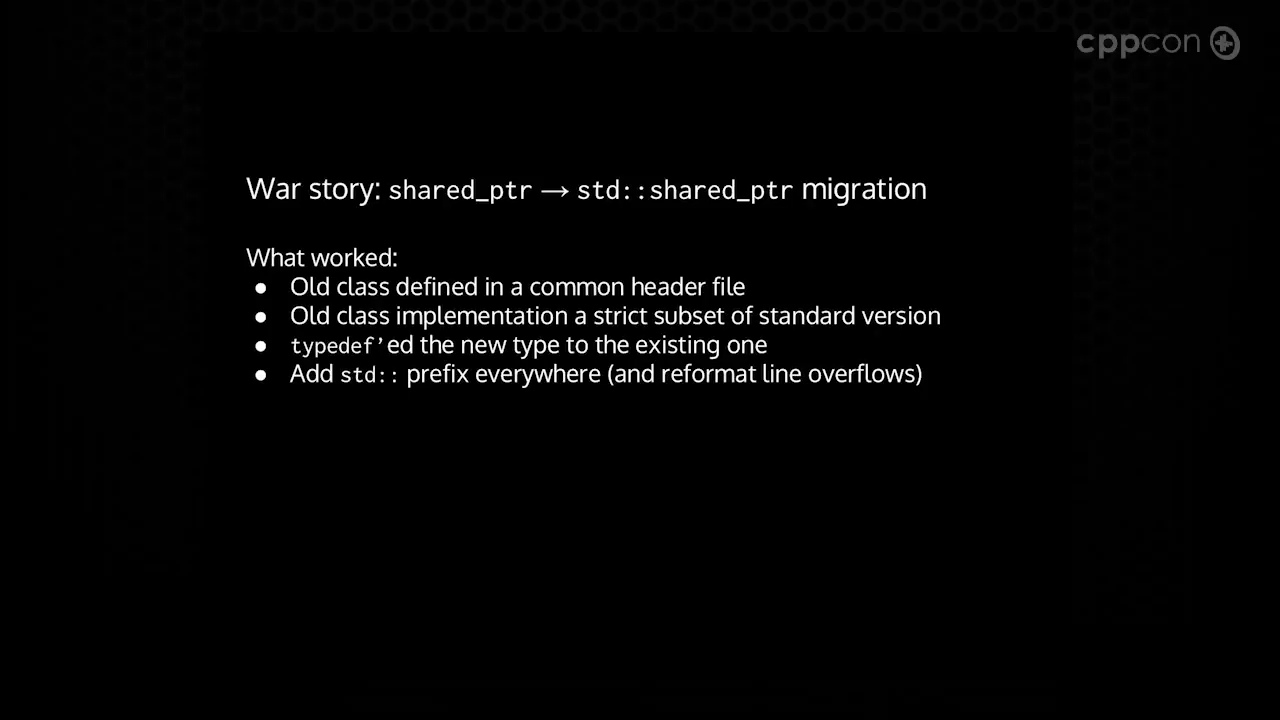 cppcon
War story: shared_ptr → std::shared_ptr migration
What worked:
● Old class defined in a common header file
● Old class implementation a strict subset of standard version
● typedef’ed the new type to the existing one
● Add std:: prefix everywhere (and reformat line overflows)